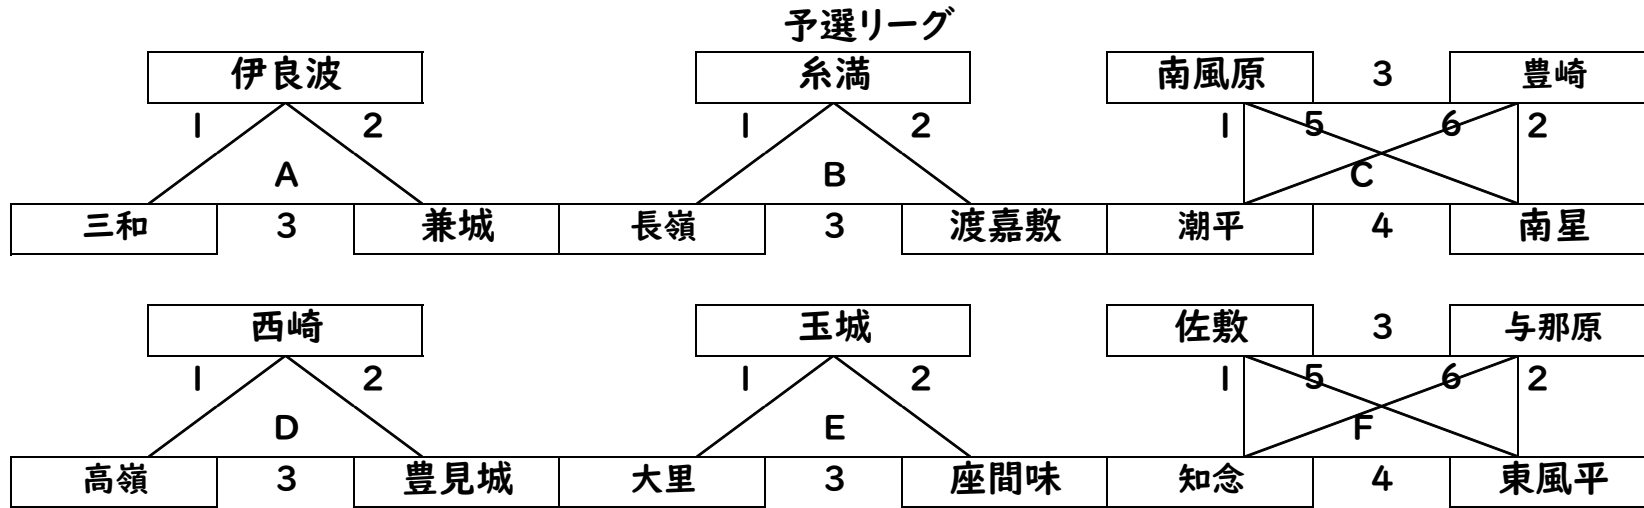 予選リーグ
伊良波 糸満 南風原 3 豊崎
1 2 1 2 1 5 6 2
A B C
三和 3 兼城 長嶺 3 渡嘉敷 潮平 4 南星
西崎 玉城 佐敷 3 与那原
1 2 1 2 1 5 6 2
D E F
高嶺 3 豊見城 大里 3 座間味 知念 4 東風平